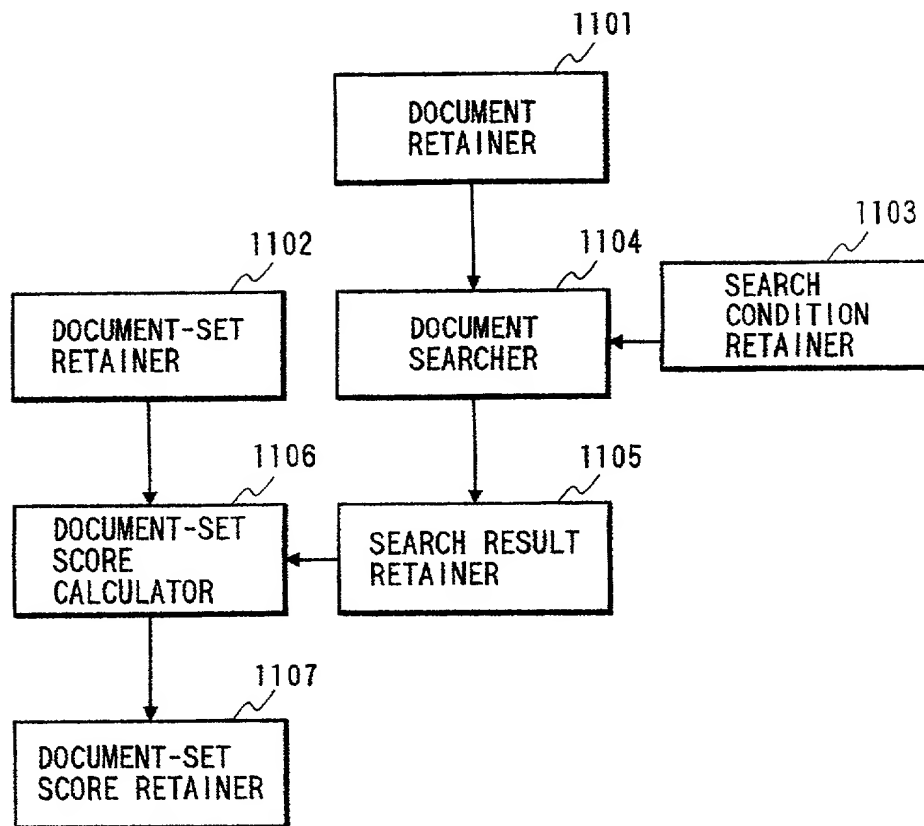 1101
DOCUMENT
RETAINER
1103
1102
1104
SEARCH
CONDITION
RETAINER
DOCUMENT-SET
RETAINER
DOCUMENT
SEARCHER
1106
1105
DOCUMENT-SET
SCORE
CALCULATOR
SEARCH RESULT
RETAINER
1107
DOCUMENT-SET
SCORE RETAINER